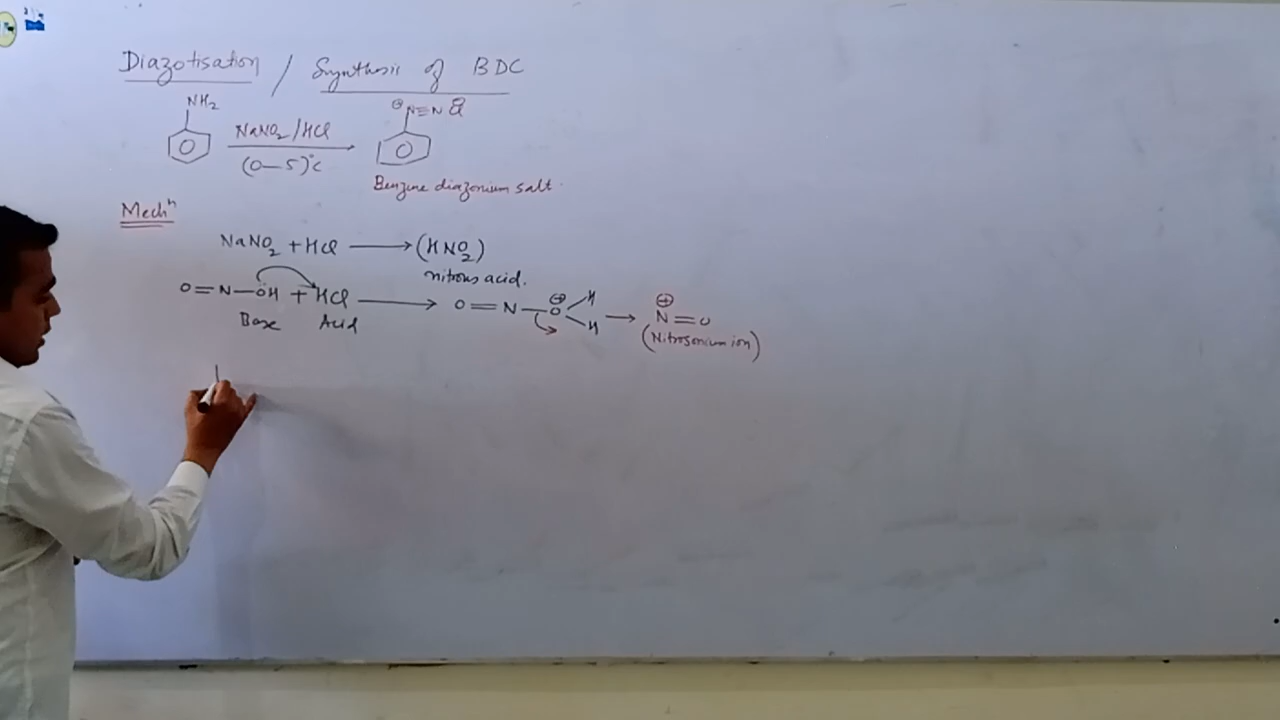 Diazotisation / Synthesis of BDC
NH₂
NaNO₂/HCl
(0—5)°C
⊕N≡N Cl⊖
Benzene diazonium salt.
Mechⁿ
NaNO₂ + HCl ⟶ (HNO₂)
nitrous acid.
O=N—ÖH + HCl ⟶ O=N—O⊕ H H → N⊕=O
Base Acid
(Nitrosonium ion)